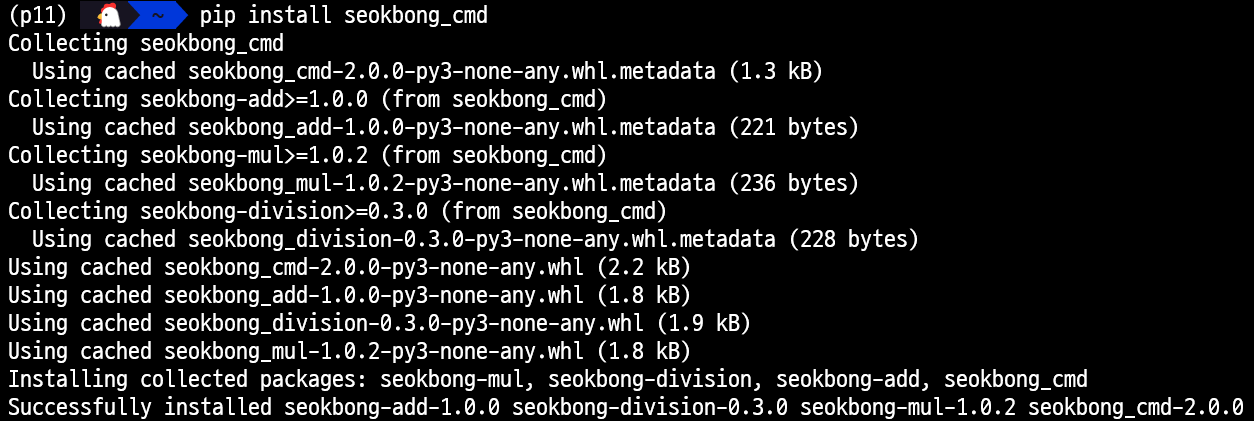 (p11) 🐔 ~ pip install seokbong_cmd
Collecting seokbong_cmd
  Using cached seokbong_cmd-2.0.0-py3-none-any.whl.metadata (1.3 kB)
Collecting seokbong-add>=1.0.0 (from seokbong_cmd)
  Using cached seokbong_add-1.0.0-py3-none-any.whl.metadata (221 bytes)
Collecting seokbong-mul>=1.0.2 (from seokbong_cmd)
  Using cached seokbong_mul-1.0.2-py3-none-any.whl.metadata (236 bytes)
Collecting seokbong-division>=0.3.0 (from seokbong_cmd)
  Using cached seokbong_division-0.3.0-py3-none-any.whl.metadata (228 bytes)
Using cached seokbong_cmd-2.0.0-py3-none-any.whl (2.2 kB)
Using cached seokbong_add-1.0.0-py3-none-any.whl (1.8 kB)
Using cached seokbong_division-0.3.0-py3-none-any.whl (1.9 kB)
Using cached seokbong_mul-1.0.2-py3-none-any.whl (1.8 kB)
Installing collected packages: seokbong-mul, seokbong-division, seokbong-add, seokbong_cmd
Successfully installed seokbong-add-1.0.0 seokbong-division-0.3.0 seokbong-mul-1.0.2 seokbong_cmd-2.0.0